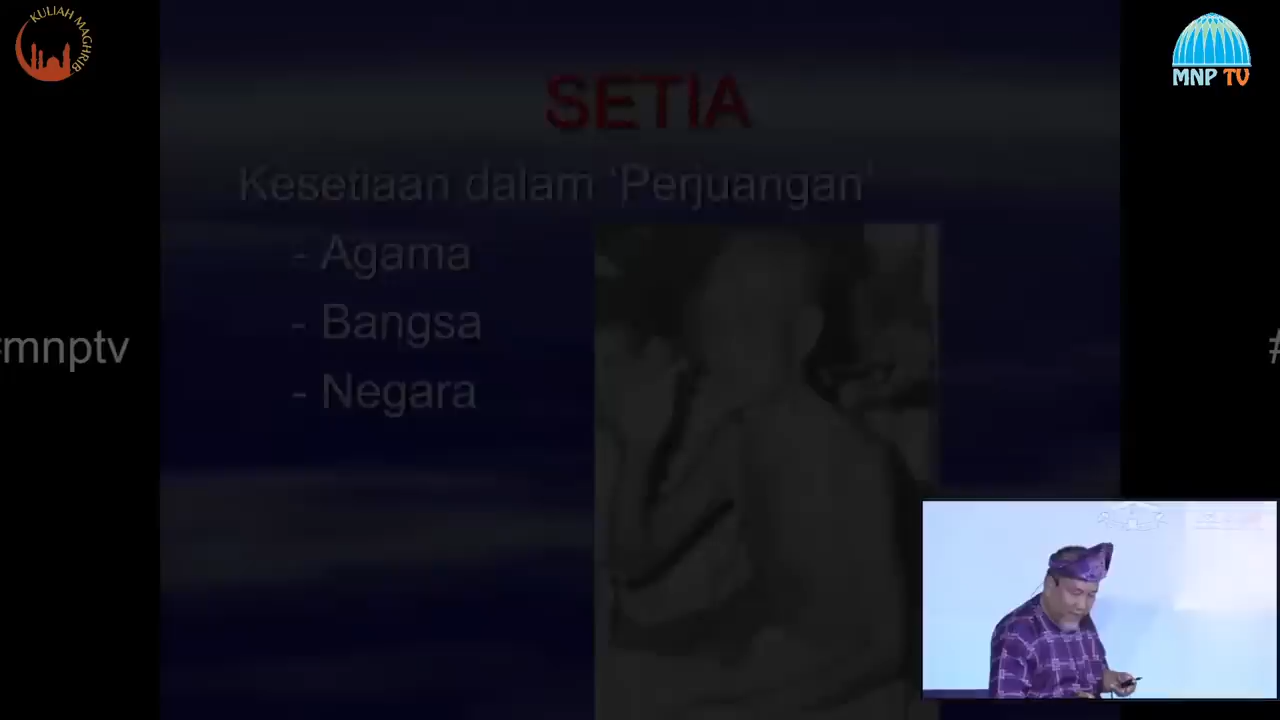 KULIAH MAGHRIB
MNP TV
SETIA
Kesetiaan dalam 'Perjuangan'
- Agama
- Bangsa
- Negara
#mnptv
#